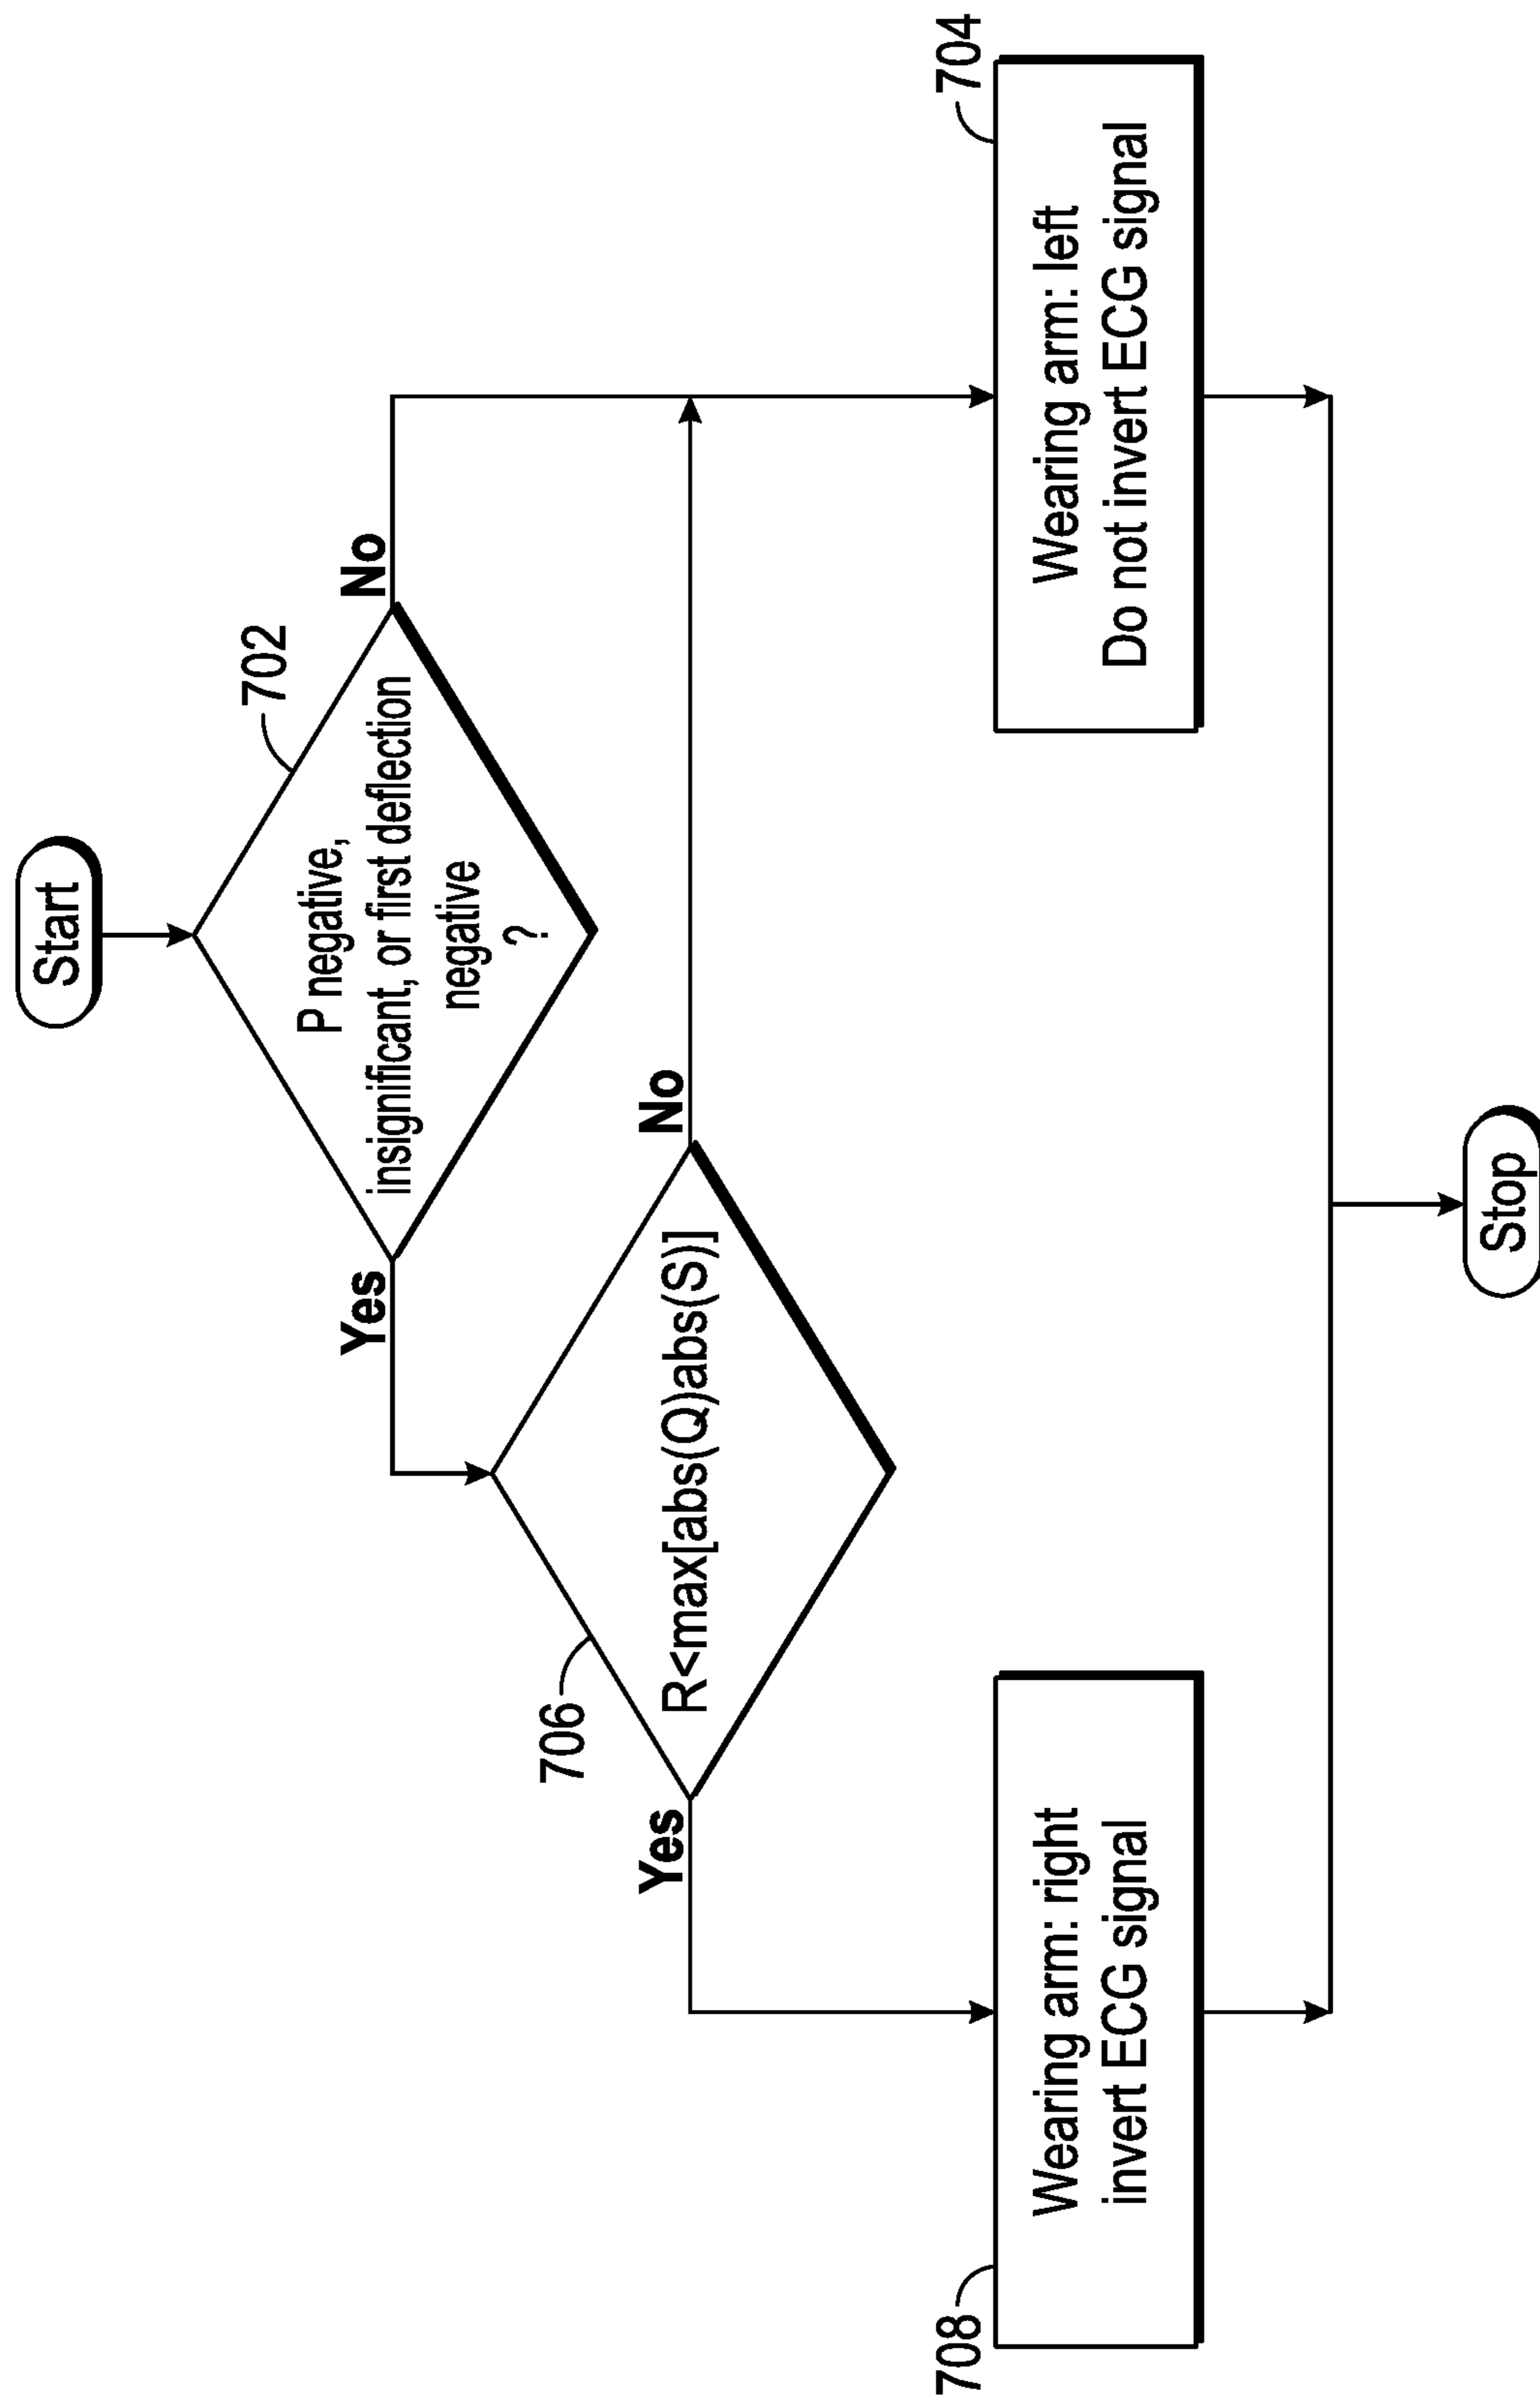 Start
702
P negative,
insignificant, or first deflection
negative
?
Yes
No
706
R<max[abs(Q)abs(S)]
Yes
No
708
Wearing arm: right
invert ECG signal
704
Wearing arm: left
Do not invert ECG signal
Stop